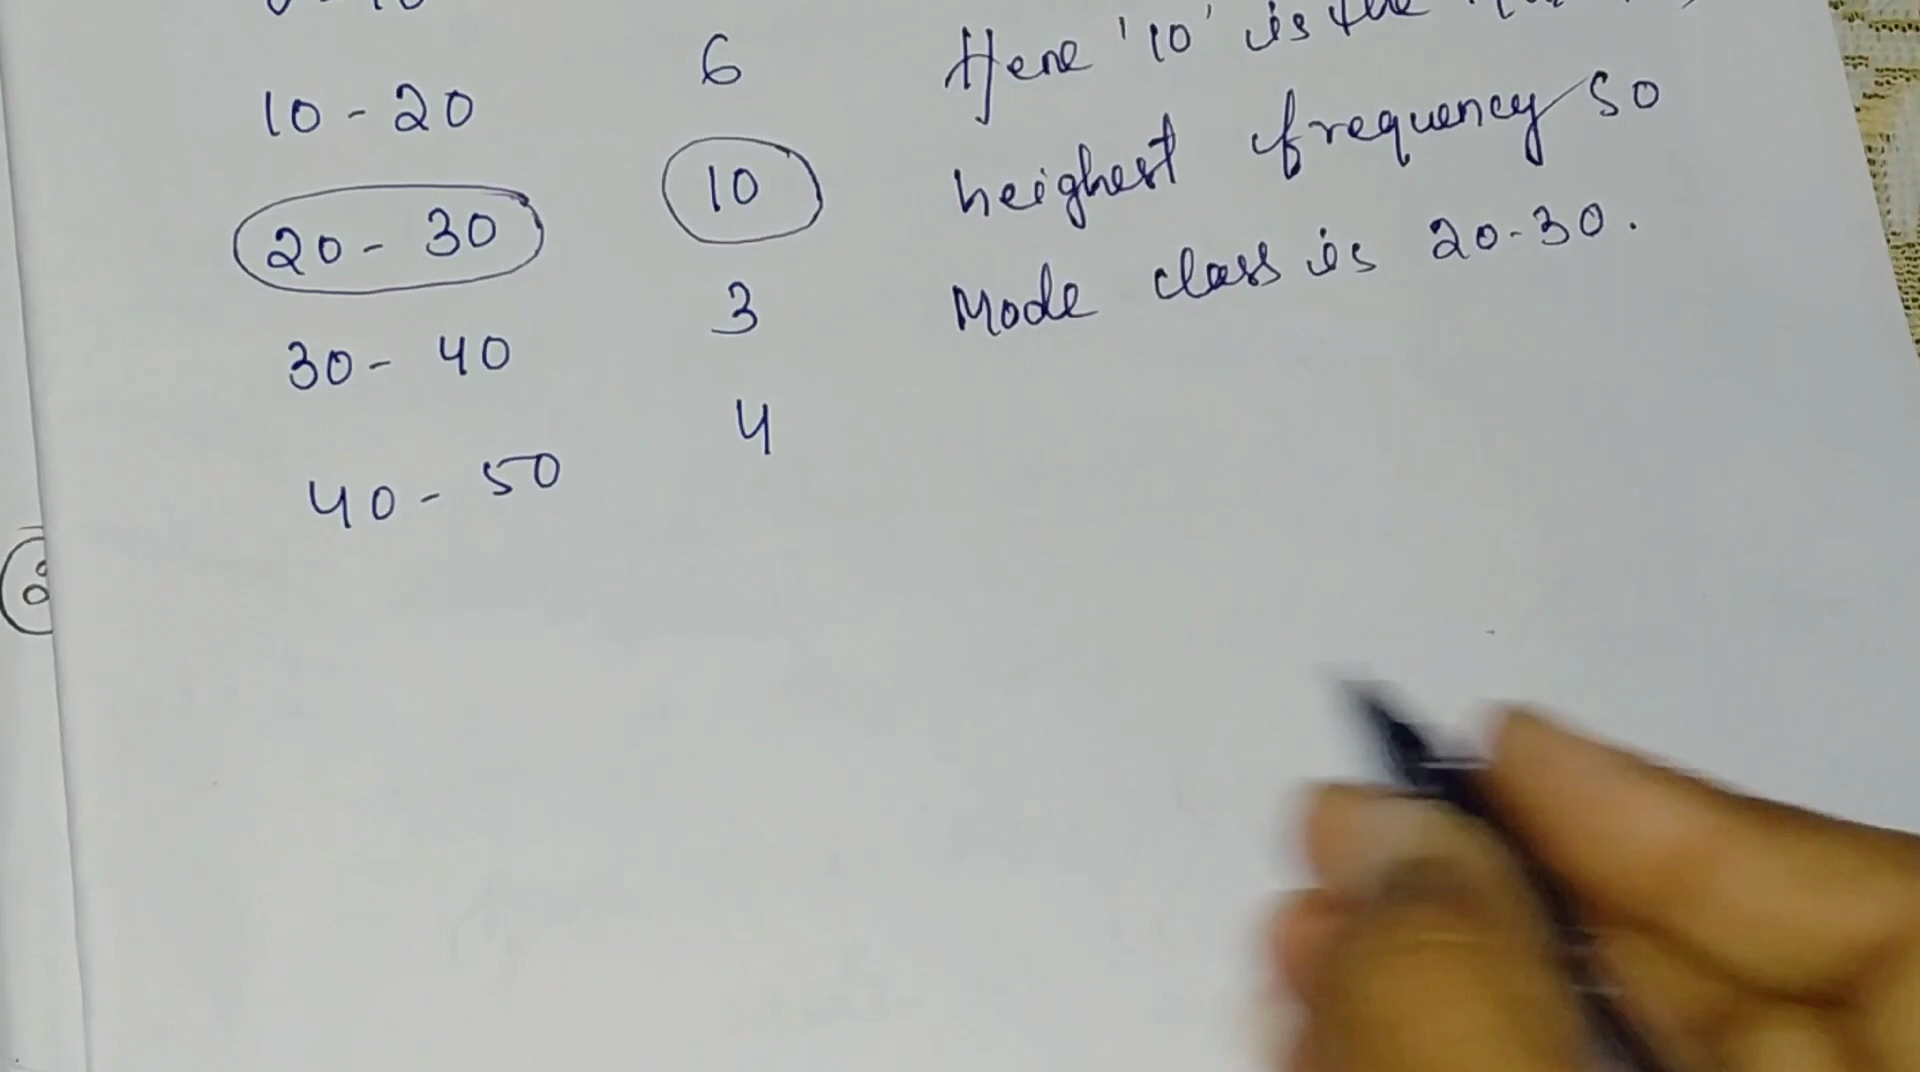 10 - 20 6
20 - 30 10
30 - 40 3
40 - 50 4
Here '10' is the
heighest frequency so
Mode class is 20-30.